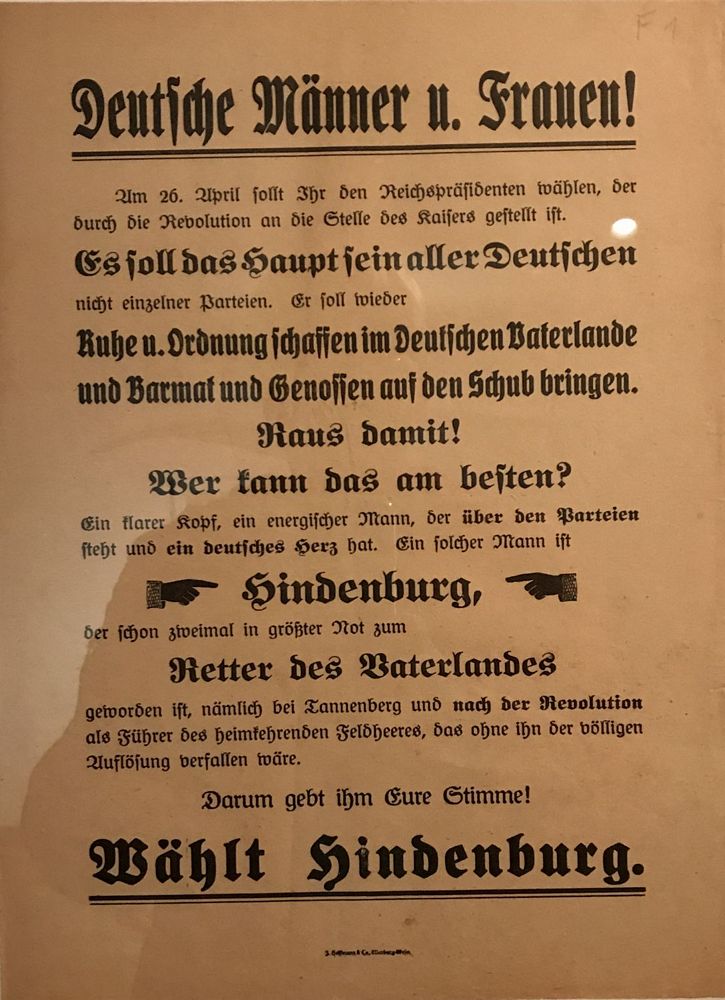 F 1
Deutsche Männer u. Frauen!
Am 26. April sollt Ihr den Reichspräsidenten wählen, der
durch die Revolution an die Stelle des Kaisers gestellt ist.
Es soll das Haupt sein aller Deutschen
nicht einzelner Parteien. Er soll wieder
Ruhe u. Ordnung schaffen im Deutschen Vaterlande
und Barmat und Genossen auf den Schub bringen.
Raus damit!
Wer kann das am besten?
Ein klarer Kopf, ein energischer Mann, der über den Parteien
steht und ein deutsches Herz hat. Ein solcher Mann ist
Hindenburg,
der schon zweimal in größter Not zum
Retter des Vaterlandes
geworden ist, nämlich bei Tannenberg und nach der Revolution
als Führer des heimkehrenden Feldheeres, das ohne ihn der völligen
Auflösung verfallen wäre.
Darum gebt ihm Eure Stimme!
Wählt Hindenburg.